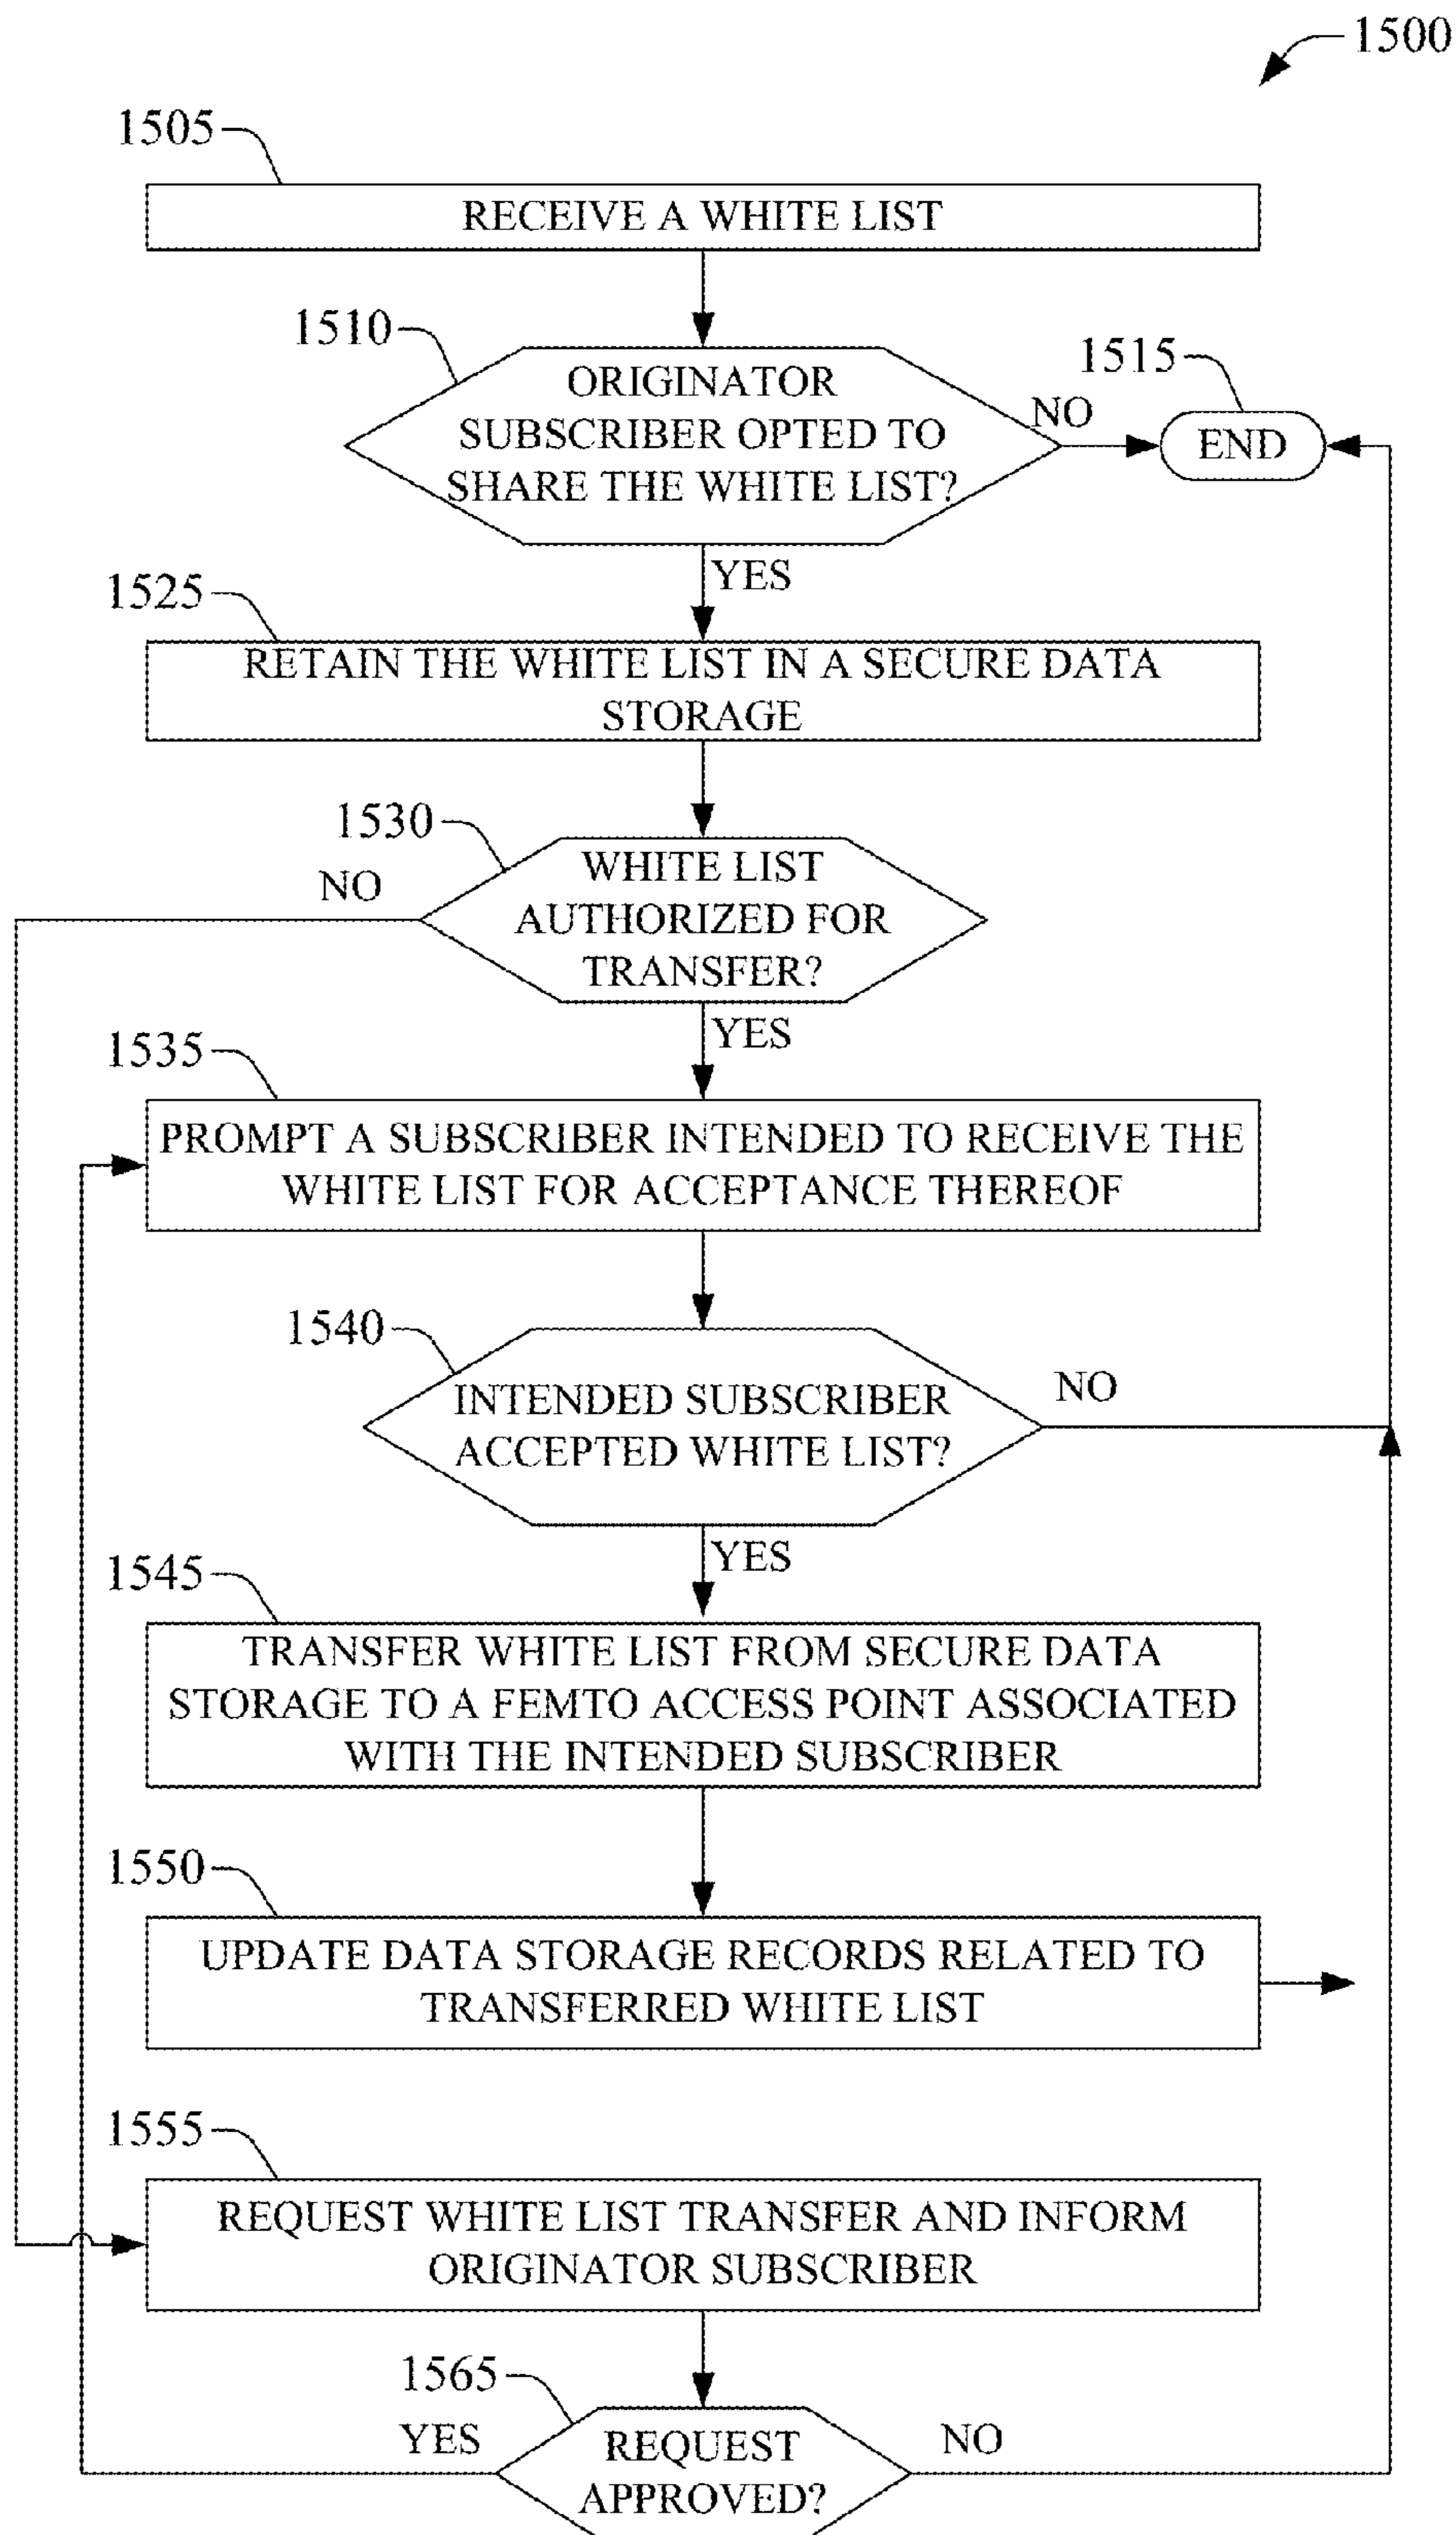 1500
1505
RECEIVE A WHITE LIST
1510
ORIGINATOR
SUBSCRIBER OPTED TO
SHARE THE WHITE LIST?
NO
1515
END
YES
1525
RETAIN THE WHITE LIST IN A SECURE DATA
STORAGE
1530
NO
WHITE LIST
AUTHORIZED FOR
TRANSFER?
YES
1535
PROMPT A SUBSCRIBER INTENDED TO RECEIVE THE
WHITE LIST FOR ACCEPTANCE THEREOF
1540
INTENDED SUBSCRIBER
ACCEPTED WHITE LIST?
NO
YES
1545
TRANSFER WHITE LIST FROM SECURE DATA
STORAGE TO A FEMTO ACCESS POINT ASSOCIATED
WITH THE INTENDED SUBSCRIBER
1550
UPDATE DATA STORAGE RECORDS RELATED TO
TRANSFERRED WHITE LIST
1555
REQUEST WHITE LIST TRANSFER AND INFORM
ORIGINATOR SUBSCRIBER
1565
YES
REQUEST
APPROVED?
NO